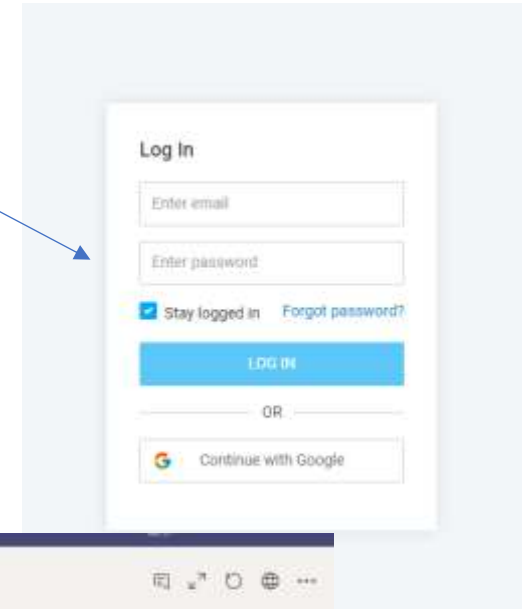 Log In
Enter email
Enter password
Stay logged in Forgot password?
LOG IN
OR
Continue with Google